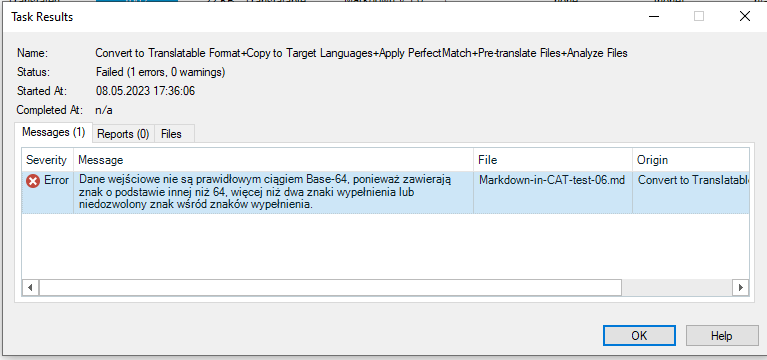 Task Results
Name: Convert to Translatable Format+Copy to Target Languages+Apply PerfectMatch+Pre-translate Files+Analyze Files
Status: Failed (1 errors, 0 warnings)
Started At: 08.05.2023 17:36:06
Completed At: n/a
Messages (1) Reports (0) Files
Severity Message File Origin
Error Dane wejściowe nie są prawidłowym ciągiem Base-64, ponieważ zawierają Markdown-in-CAT-test-06.md Convert to Translatabl
znak o podstawie innej niż 64, więcej niż dwa znaki wypełnienia lub
niedozwolony znak wśród znaków wypełnienia.
OK Help